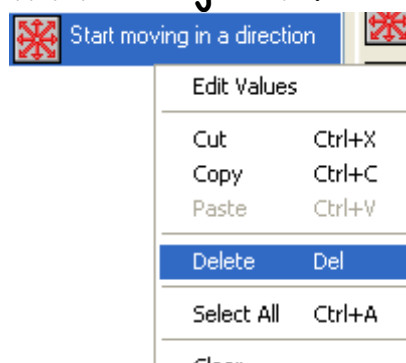 Start moving in a direction
Edit Values
Cut Ctrl+X
Copy Ctrl+C
Paste Ctrl+V
Delete Del
Select All Ctrl+A